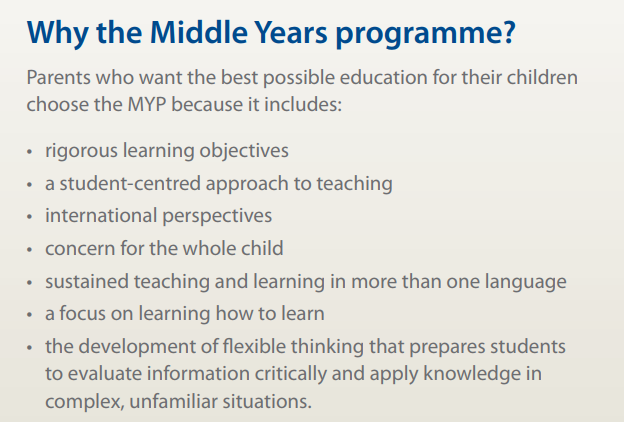 Why the Middle Years programme?
Parents who want the best possible education for their children
choose the MYP because it includes:
• rigorous learning objectives
• a student-centred approach to teaching
• international perspectives
• concern for the whole child
• sustained teaching and learning in more than one language
• a focus on learning how to learn
• the development of flexible thinking that prepares students
to evaluate information critically and apply knowledge in
complex, unfamiliar situations.